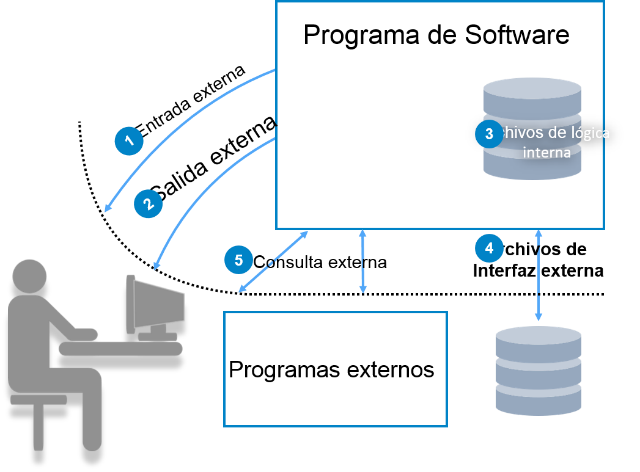 Programa de Software
1 Entrada externa
2 Salida externa
3 chivos de lógica
interna
4 rchivos de
Interfaz externa
5 Consulta externa
Programas externos